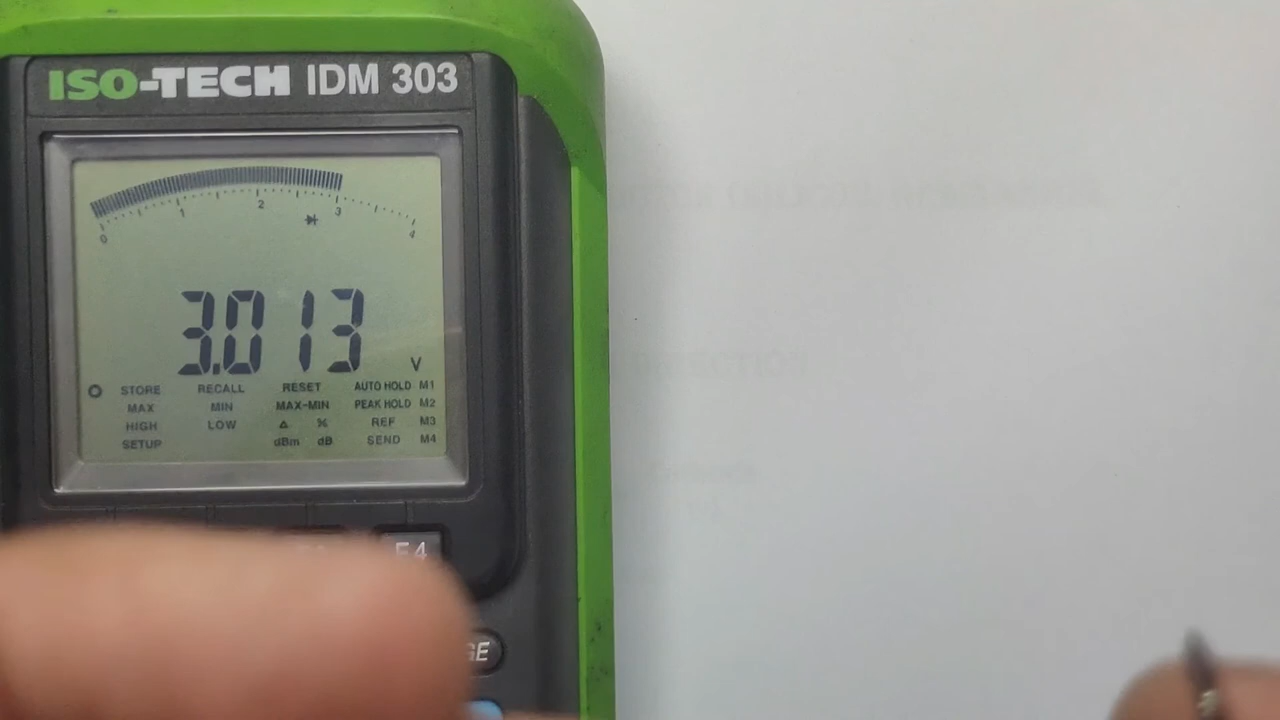 ISO-TECH IDM 303
0 1 2 3 4
3.013 V
STORE RECALL RESET AUTO HOLD M1
MAX MIN MAX-MIN PEAK HOLD M2
HIGH LOW Δ % REF M3
SETUP dBm dB SEND M4
F4
GE